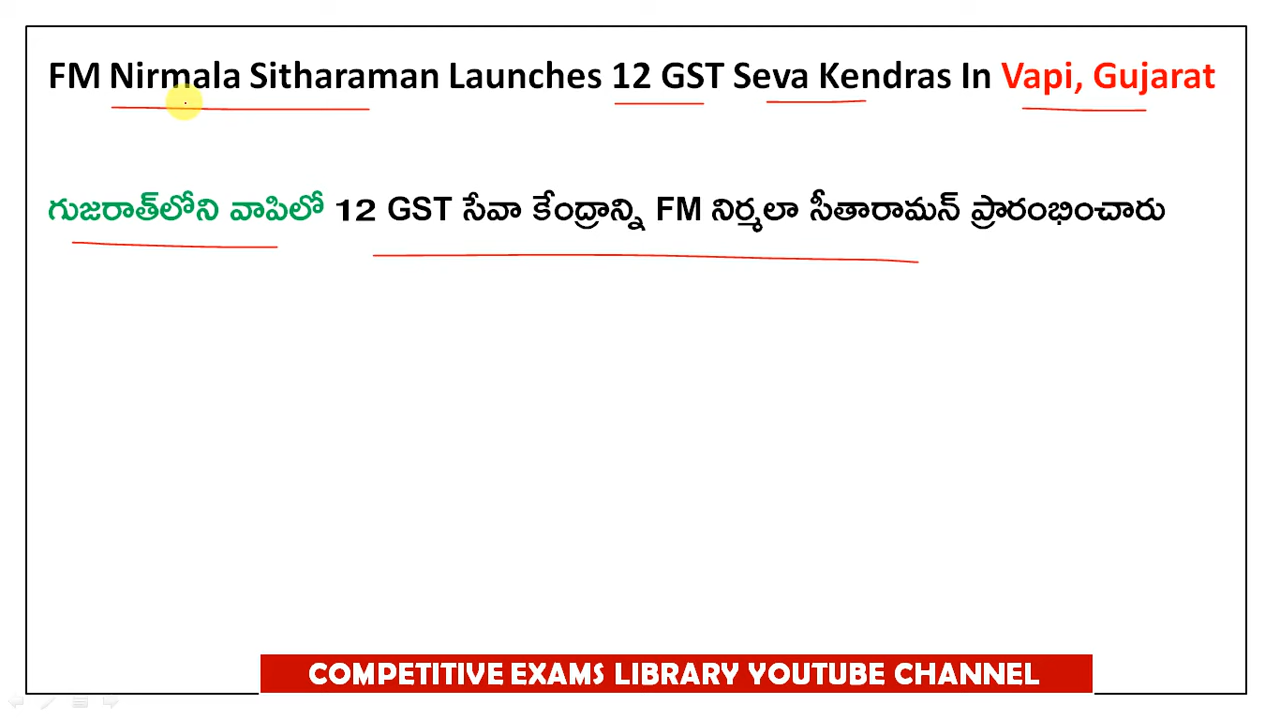 FM Nirmala Sitharaman Launches 12 GST Seva Kendras In Vapi, Gujarat
గుజరాత్‌లోని వాపిలో 12 GST సేవా కేంద్రాన్ని FM నిర్మలా సీతారామన్ ప్రారంభించారు
COMPETITIVE EXAMS LIBRARY YOUTUBE CHANNEL